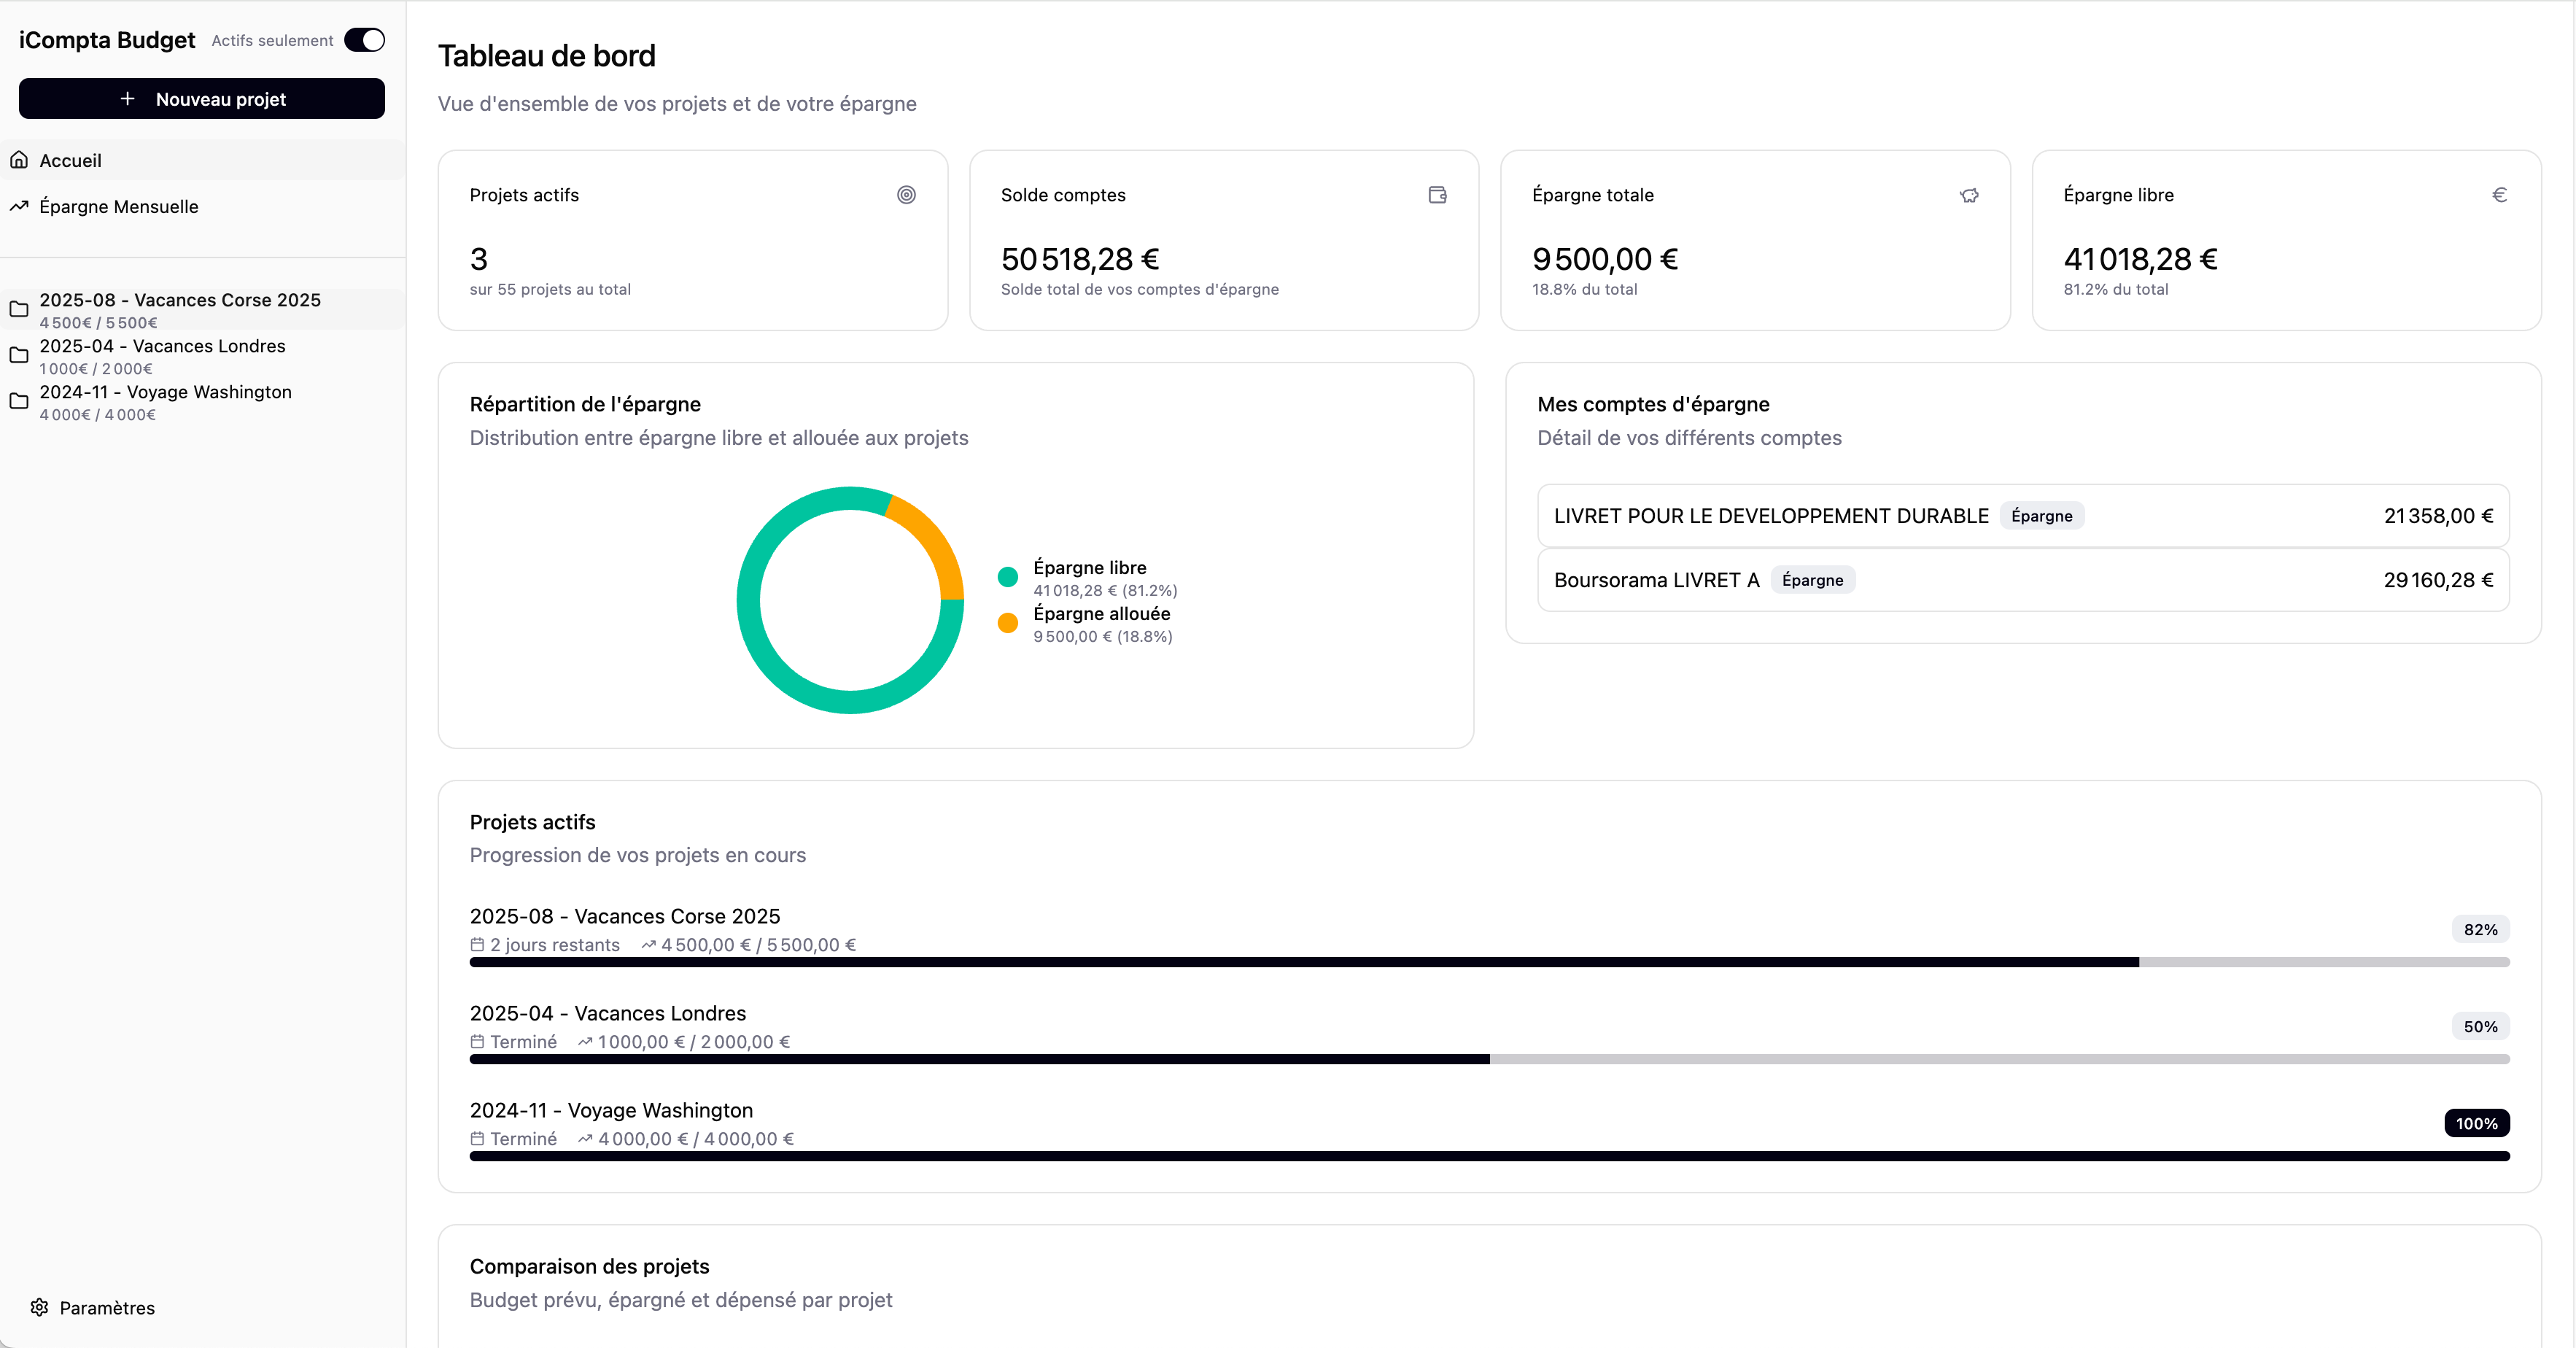 iCompta Budget Actifs seulement
+ Nouveau projet
Accueil
Épargne Mensuelle
2025-08 - Vacances Corse 2025
4 500€ / 5 500€
2025-04 - Vacances Londres
1 000€ / 2 000€
2024-11 - Voyage Washington
4 000€ / 4 000€
Paramètres
Tableau de bord
Vue d'ensemble de vos projets et de votre épargne
Projets actifs
3
sur 55 projets au total
Solde comptes
50 518,28 €
Solde total de vos comptes d'épargne
Épargne totale
9 500,00 €
18.8% du total
Épargne libre
€
41 018,28 €
81.2% du total
Répartition de l'épargne
Distribution entre épargne libre et allouée aux projets
Épargne libre
41 018,28 € (81.2%)
Épargne allouée
9 500,00 € (18.8%)
Mes comptes d'épargne
Détail de vos différents comptes
LIVRET POUR LE DEVELOPPEMENT DURABLE Épargne 21 358,00 €
Boursorama LIVRET A Épargne 29 160,28 €
Projets actifs
Progression de vos projets en cours
2025-08 - Vacances Corse 2025
2 jours restants 4 500,00 € / 5 500,00 €
82%
2025-04 - Vacances Londres
Terminé 1 000,00 € / 2 000,00 €
50%
2024-11 - Voyage Washington
Terminé 4 000,00 € / 4 000,00 €
100%
Comparaison des projets
Budget prévu, épargné et dépensé par projet